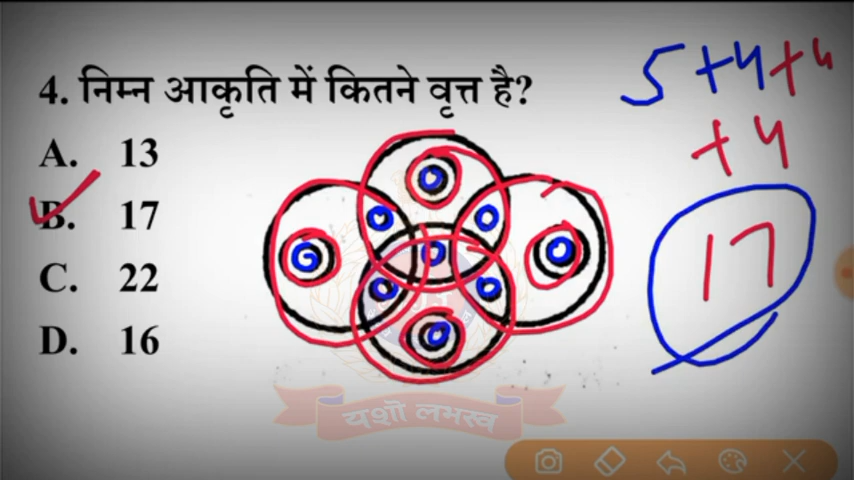 4. निम्न आकृति में कितने वृत्त है?
A. 13
B. 17
C. 22
D. 16
5+4+4
+4
17
यशो लभस्व